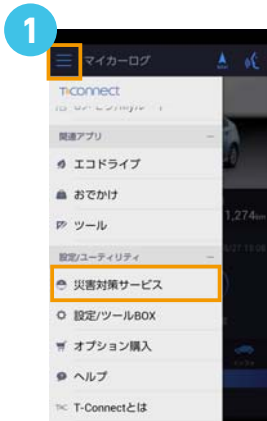 1
マイカーログ
T-Connect
関連アプリ
エコドライブ
おでかけ
ツール
1,274km
設定/ユーティリティ
災害対策サービス
設定/ツールBOX
オプション購入
ヘルプ
T-Connectとは